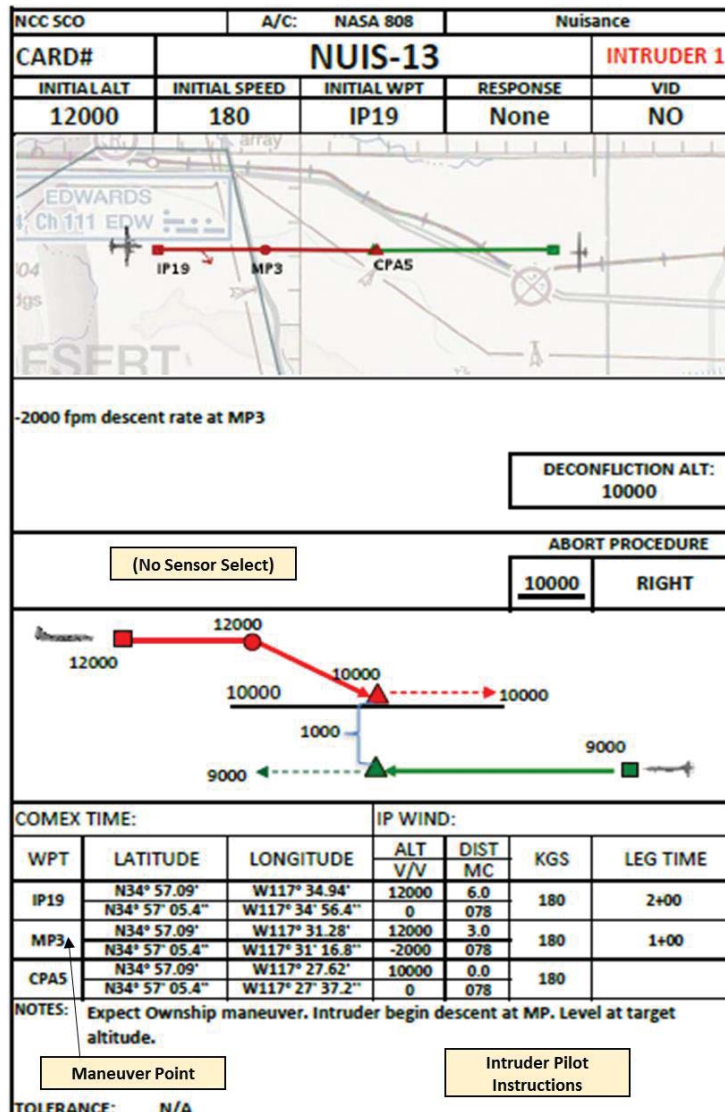 NCC SCO A/C: NASA 808 Nuisance
CARD# NUIS-13 INTRUDER 1
INITIAL ALT INITIAL SPEED INITIAL WPT RESPONSE VID
12000 180 IP19 None NO
array
EDWARDS
Ch 111 EDW
IP19 MP3 CPA5
-2000 fpm descent rate at MP3
DECONFLICTION ALT:
10000
ABORT PROCEDURE
(No Sensor Select)
10000 RIGHT
12000
12000
10000
10000 10000
1000
9000
9000
COMEX TIME: IP WIND:
WPT LATITUDE LONGITUDE ALT DIST KGS LEG TIME
V/V MC
IP19 N34° 57.09' W117° 34.94' 12000 6.0 180 2+00
N34° 57' 05.4" W117° 34' 56.4" 0 078
MP3 N34° 57.09' W117° 31.28' 12000 3.0 180 1+00
N34° 57' 05.4" W117° 31' 16.8" -2000 078
CPA5 N34° 57.09' W117° 27.62' 10000 0.0 180
N34° 57' 05.4" W117° 27' 37.2" 0 078
NOTES: Expect Ownship maneuver. Intruder begin descent at MP. Level at target
altitude.
Maneuver Point
Intruder Pilot
Instructions
TOLERANCE: N/A